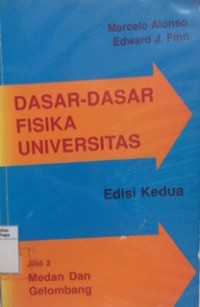 Marcelo Alonso
Edward J. Finn
DASAR-DASAR
FISIKA
UNIVERSITAS
Edisi Kedua
Jilid 2
Medan Dan
Gelombang